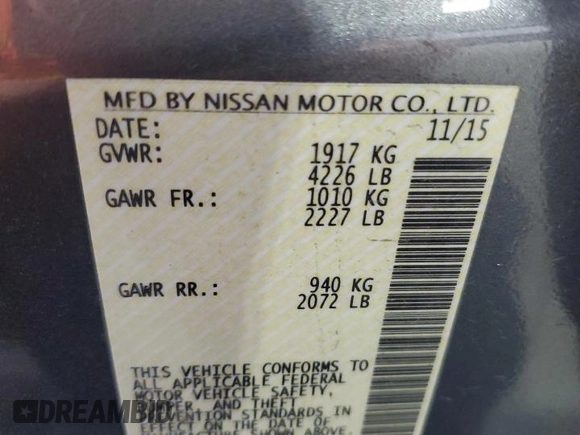 MFD BY NISSAN MOTOR CO., LTD.
DATE: 11/15
GVWR: 1917 KG
4226 LB
GAWR FR.: 1010 KG
2227 LB
GAWR RR.: 940 KG
2072 LB
THIS VEHICLE CONFORMS TO
ALL APPLICABLE FEDERAL
MOTOR VEHICLE SAFETY,
AND THEFT
STANDARDS IN
EFFECT ON THE DATE OF
SHOWN ABOVE.
DREAMBID